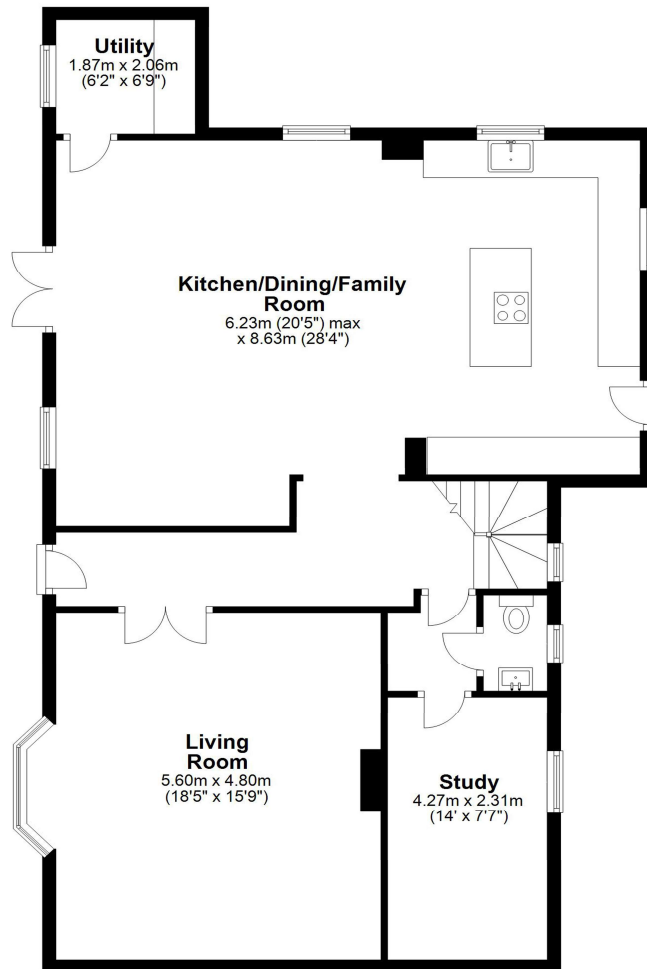 Utility
1.87m x 2.06m
(6'2" x 6'9")
Kitchen/Dining/Family
Room
6.23m (20'5") max
x 8.63m (28'4")
Living
Room
5.60m x 4.80m
(18'5" x 15'9")
Study
4.27m x 2.31m
(14' x 7'7")